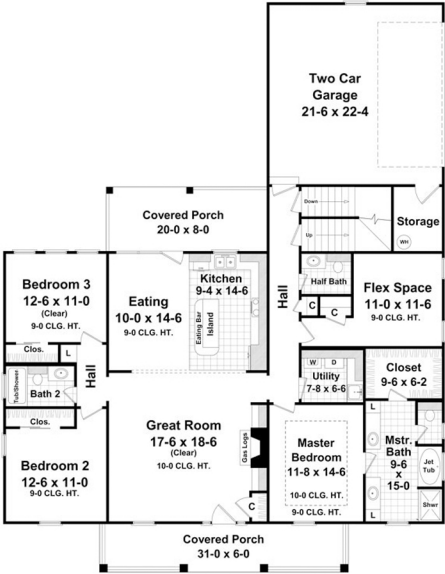 Two Car
Garage
21-6 x 22-4
Down
Up
Storage
WH
Covered Porch
20-0 x 8-0
Bedroom 3
12-6 x 11-0
(Clear)
9-0 CLG. HT.
Eating
10-0 x 14-6
9-0 CLG. HT.
Kitchen
9-4 x 14-6
9-0 CLG. HT.
Eating Bar
Island
Hall
Half Bath
C
C
Flex Space
11-0 x 11-6
9-0 CLG. HT.
Clos.
L
Hall
Tub/Shower
Bath 2
Clos.
W
D
Utility
7-8 x 6-6
Closet
9-6 x 6-2
Great Room
17-6 x 18-6
(Clear)
10-0 CLG. HT.
Gas Logs
C
Bedroom 2
12-6 x 11-0
9-0 CLG. HT.
Master
Bedroom
11-8 x 14-6
10-0 CLG. HT.
9-0 CLG. HT.
L
Mstr.
Bath
9-6
x
15-0
Jet
Tub
Shwr
L
Covered Porch
31-0 x 6-0